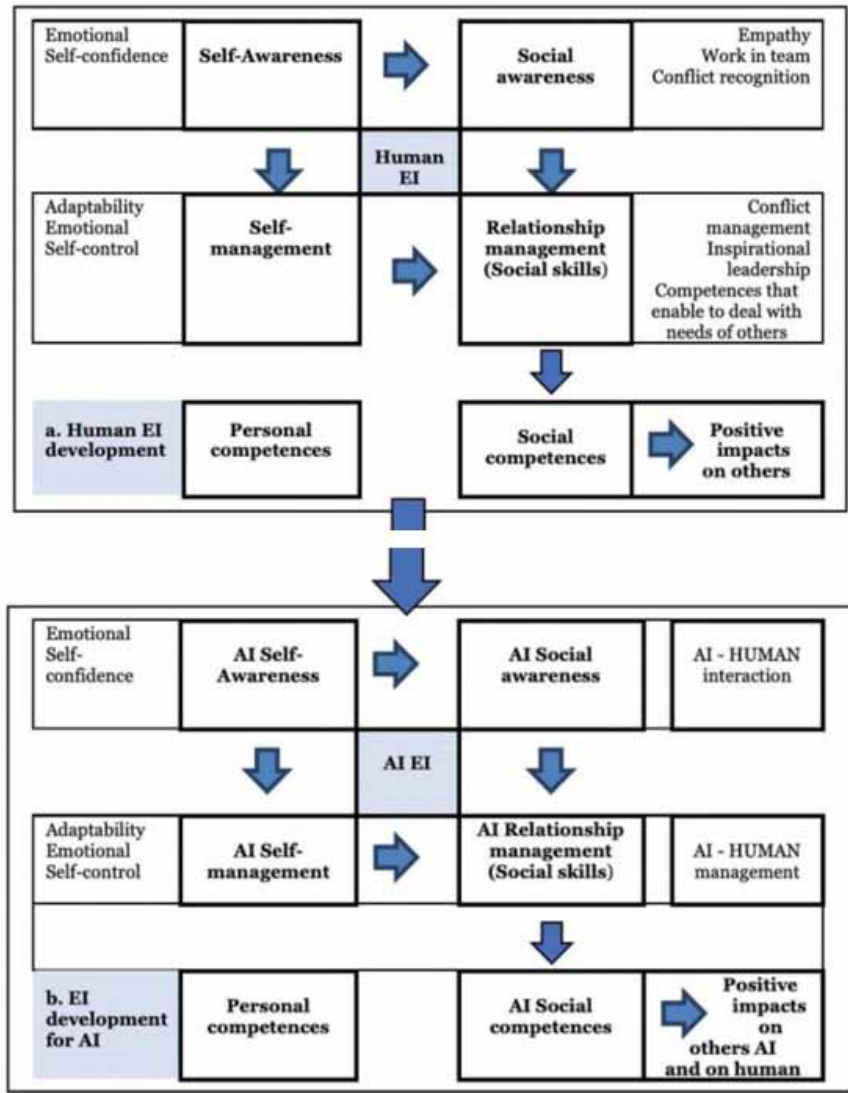 Emotional
Self-confidence
Self-Awareness
Social
awareness
Empathy
Work in team
Conflict recognition
Human
EI
Adaptability
Emotional
Self-control
Self-
management
Relationship
management
(Social skills)
Conflict
management
Inspirational
leadership
Competences that
enable to deal with
needs of others
a. Human EI
development
Personal
competences
Social
competences
Positive
impacts
on others
Emotional
Self-
confidence
AI Self-
Awareness
AI Social
awareness
AI - HUMAN
interaction
AI EI
Adaptability
Emotional
Self-control
AI Self-
management
AI Relationship
management
(Social skills)
AI - HUMAN
management
b. EI
development
for AI
Personal
competences
AI Social
competences
Positive
impacts
on
others AI
and on human